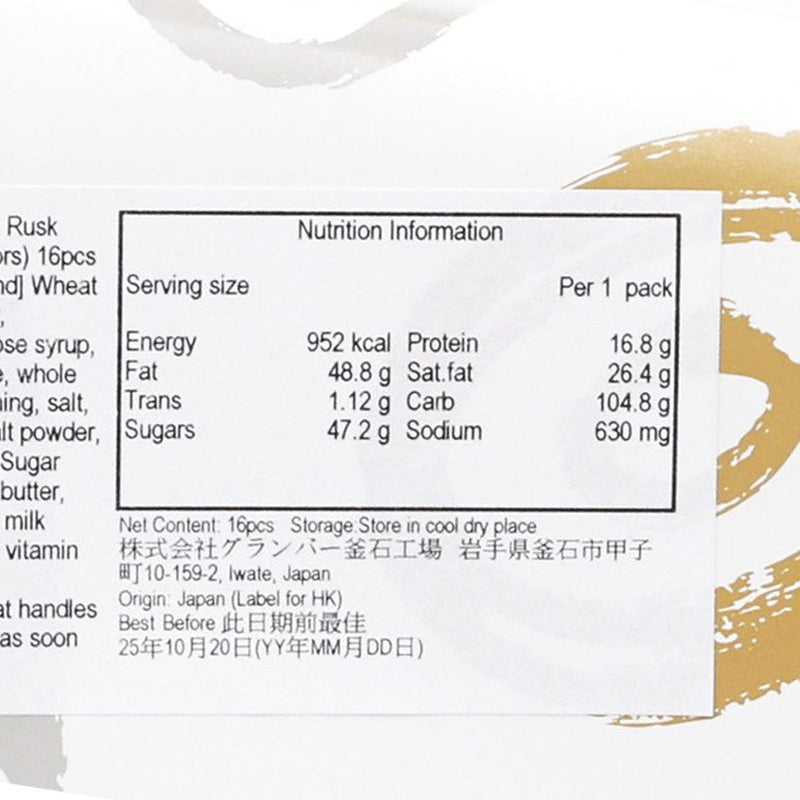 Rusk
ors) 16pcs
nd] Wheat
,
ose syrup,
e, whole
ning, salt,
lt powder,
Sugar
butter,
milk
vitamin
at handles
as soon
Nutrition Information
Serving size Per 1 pack
Energy 952 kcal Protein 16.8 g
Fat 48.8 g Sat.fat 26.4 g
Trans 1.12 g Carb 104.8 g
Sugars 47.2 g Sodium 630 mg
Net Content: 16pcs Storage:Store in cool dry place
株式会社グランバー釜石工場 岩手県釜石市甲子
町10-159-2, Iwate, Japan
Origin: Japan (Label for HK)
Best Before 此日期前最佳
25年10月20日(YY年MM月DD日)